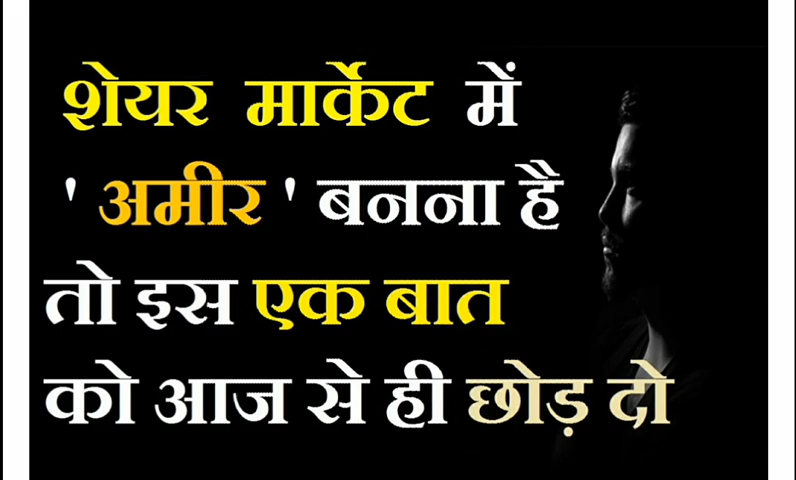 शेयर मार्केट में
' अमीर ' बनना है
तो इस एक बात
को आज से ही छोड़ दो